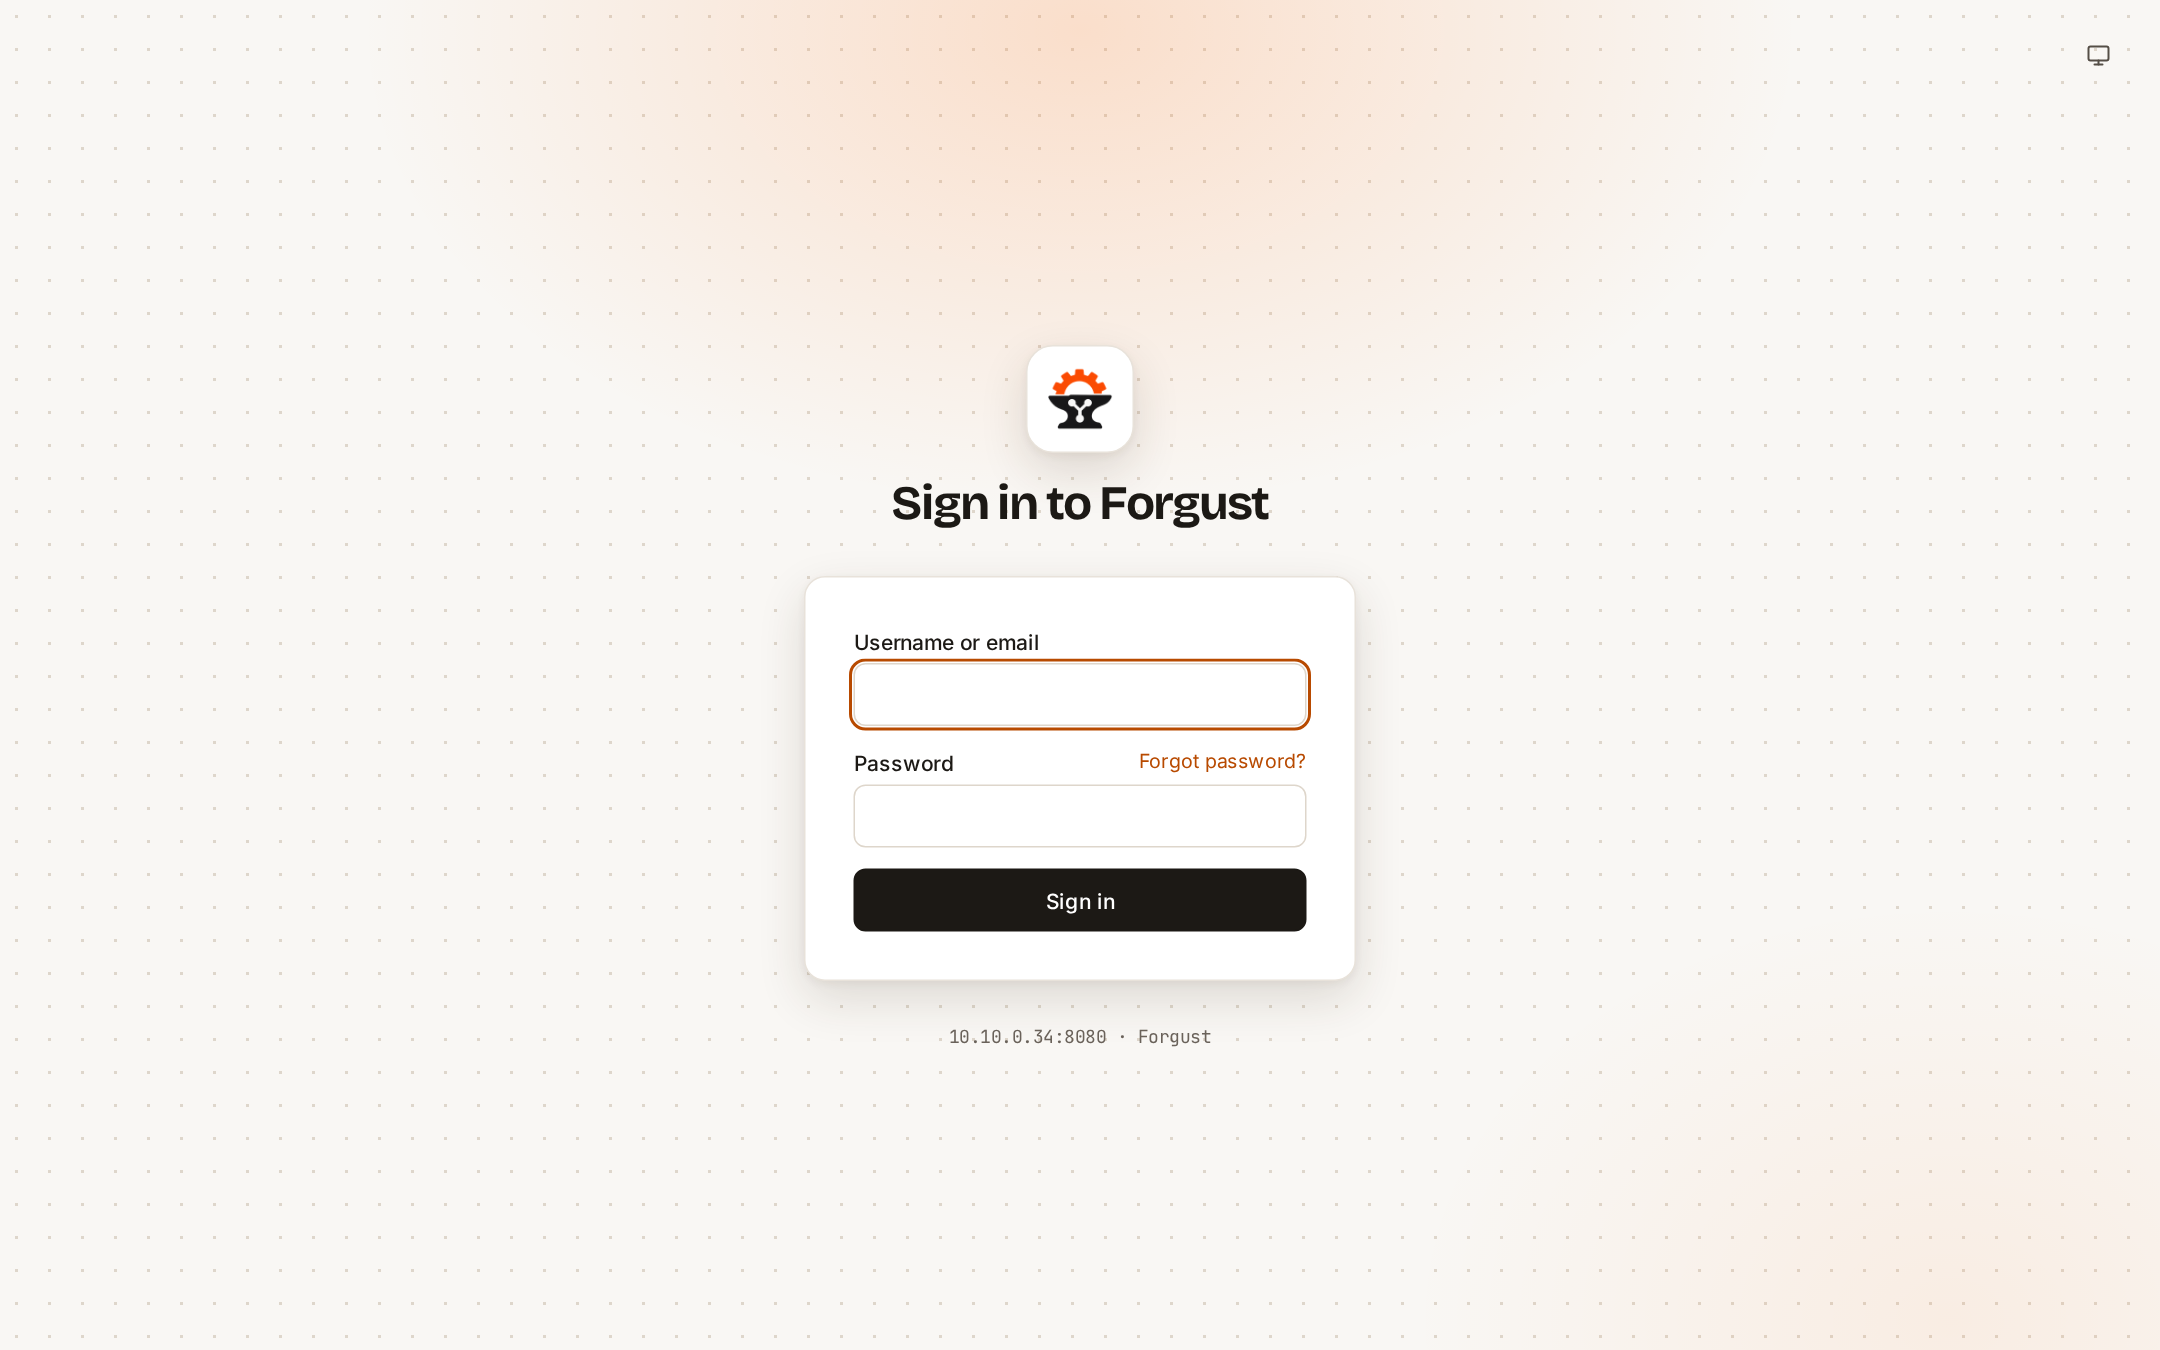 Sign in to Forgust
Username or email
Password
Forgot password?
Sign in
10.10.0.34:8080 · Forgust